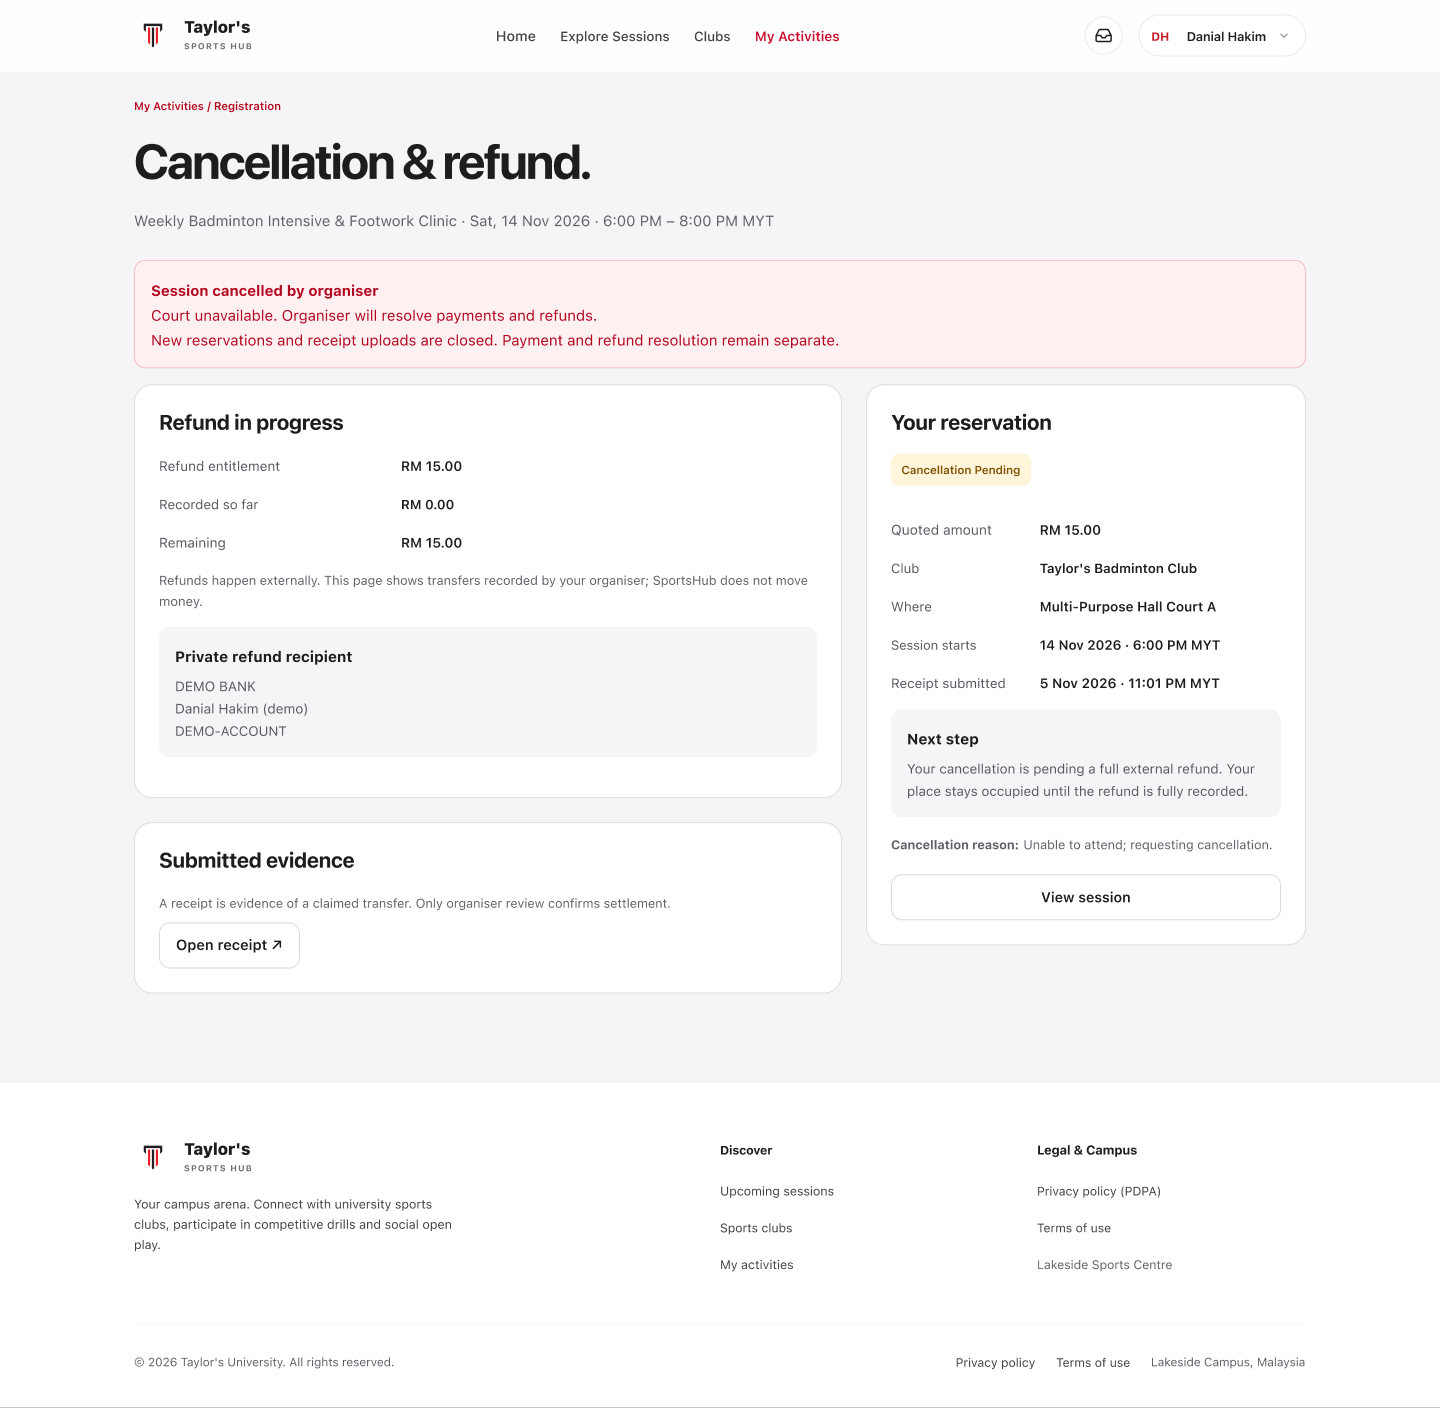 Taylor's
SPORTS HUB
Home
Explore Sessions
Clubs
My Activities
DH
Danial Hakim
My Activities / Registration
Cancellation & refund.
Weekly Badminton Intensive & Footwork Clinic · Sat, 14 Nov 2026 · 6:00 PM – 8:00 PM MYT
Session cancelled by organiser
Court unavailable. Organiser will resolve payments and refunds.
New reservations and receipt uploads are closed. Payment and refund resolution remain separate.
Refund in progress
Refund entitlement RM 15.00
Recorded so far RM 0.00
Remaining RM 15.00
Refunds happen externally. This page shows transfers recorded by your organiser; SportsHub does not move
money.
Private refund recipient
DEMO BANK
Danial Hakim (demo)
DEMO-ACCOUNT
Submitted evidence
A receipt is evidence of a claimed transfer. Only organiser review confirms settlement.
Open receipt ↗
Your reservation
Cancellation Pending
Quoted amount RM 15.00
Club Taylor's Badminton Club
Where Multi-Purpose Hall Court A
Session starts 14 Nov 2026 · 6:00 PM MYT
Receipt submitted 5 Nov 2026 · 11:01 PM MYT
Next step
Your cancellation is pending a full external refund. Your
place stays occupied until the refund is fully recorded.
Cancellation reason: Unable to attend; requesting cancellation.
View session
Taylor's
SPORTS HUB
Your campus arena. Connect with university sports
clubs, participate in competitive drills and social open
play.
Discover
Upcoming sessions
Sports clubs
My activities
Legal & Campus
Privacy policy (PDPA)
Terms of use
Lakeside Sports Centre
© 2026 Taylor's University. All rights reserved.
Privacy policy
Terms of use
Lakeside Campus, Malaysia